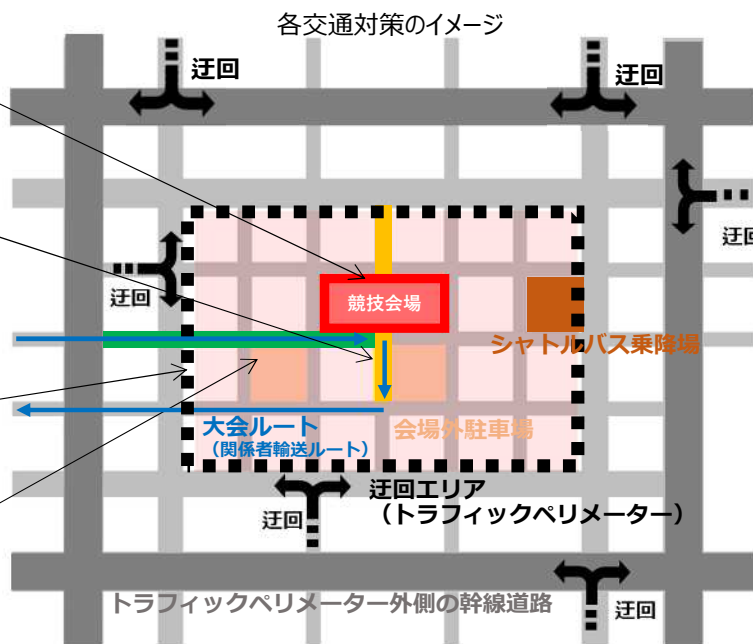 各交通対策のイメージ
迂回
迂回
迂回
迂回
競技会場
シャトルバス乗降場
大会ルート
（関係者輸送ルート）
会場外駐車場
迂回エリア
（トラフィックペリメーター）
迂回
トラフィックペリメーター外側の幹線道路
迂回